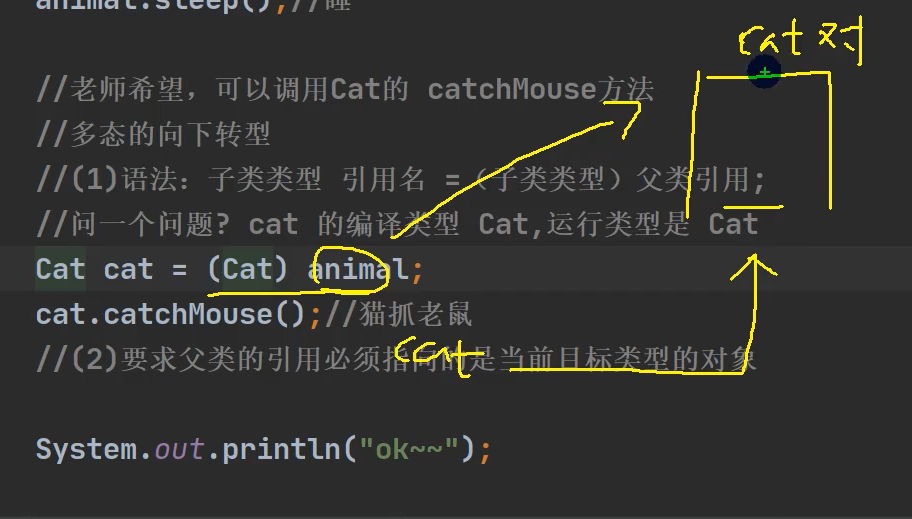 animal.sleep();//睡
cat 对
//老师希望，可以调用Cat的 catchMouse方法
//多态的向下转型
//(1)语法：子类类型 引用名 =（子类类型）父类引用;
//问一个问题? cat 的编译类型 Cat,运行类型是 Cat
Cat cat = (Cat) animal;
cat.catchMouse();//猫抓老鼠
cat
//(2)要求父类的引用必须指向的是当前目标类型的对象
System.out.println("ok~~");